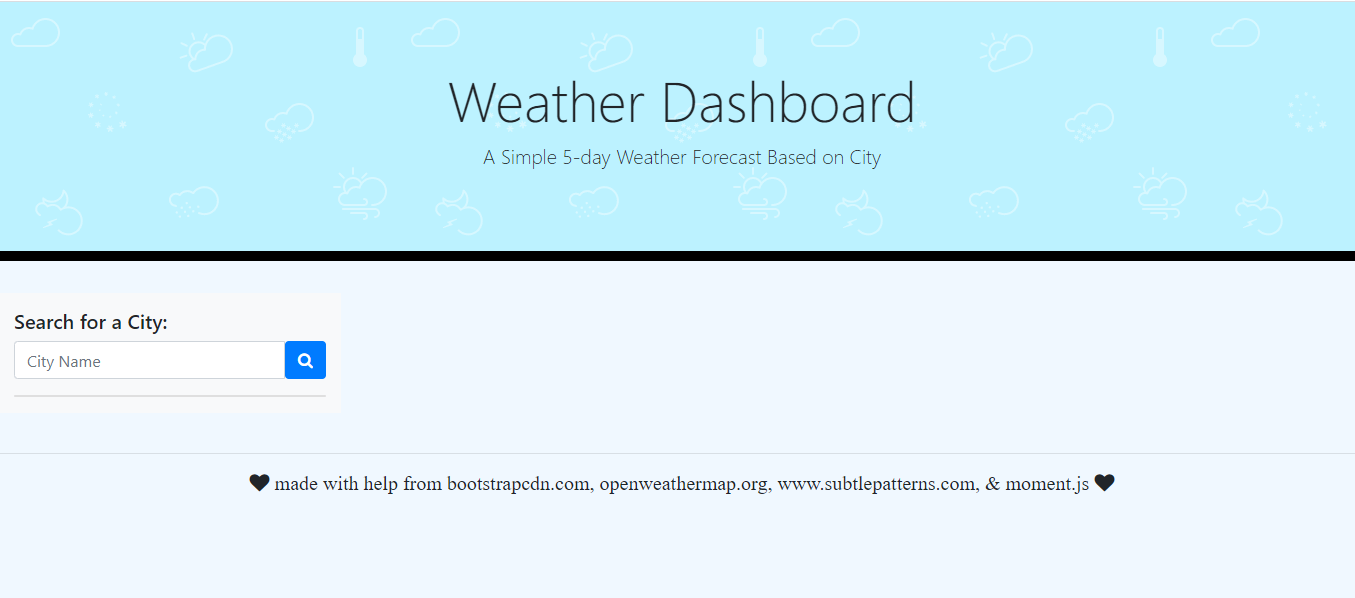 Weather Dashboard
A Simple 5-day Weather Forecast Based on City
Search for a City:
City Name
made with help from bootstrapcdn.com, openweathermap.org, www.subtlepatterns.com, & moment.js